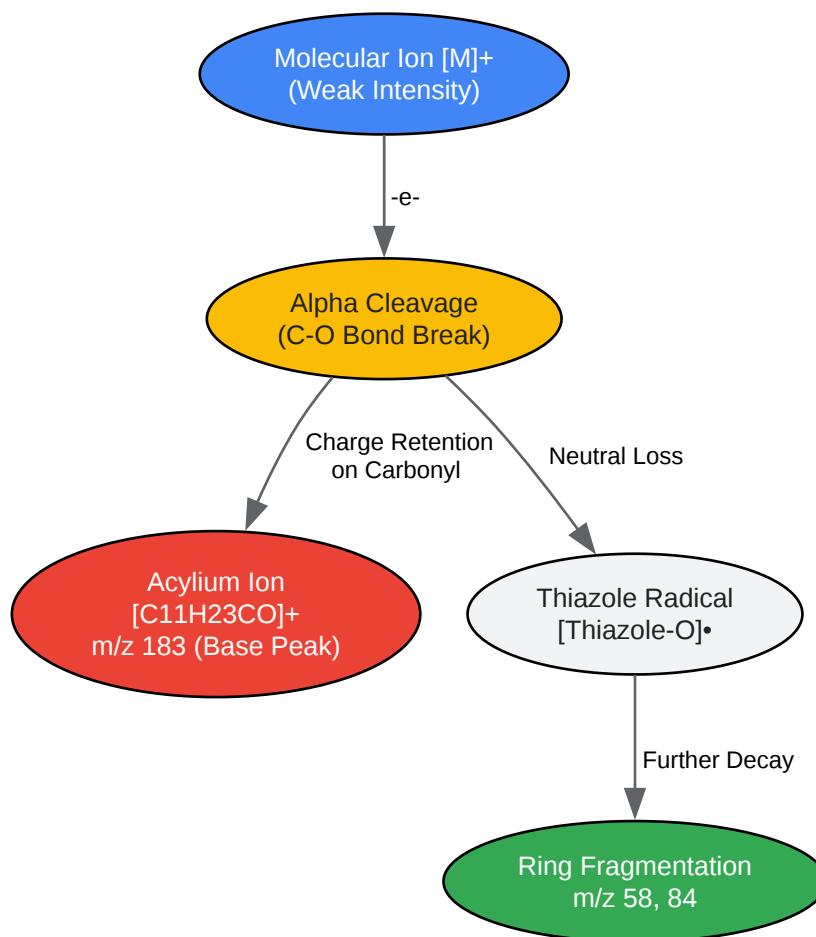 Molecular Ion [M]+
(Weak Intensity)
-e-
Alpha Cleavage
(C-O Bond Break)
Charge Retention
on Carbonyl
Neutral Loss
Acylium Ion
[C11H23CO]+
m/z 183 (Base Peak)
Thiazole Radical
[Thiazole-O]•
Further Decay
Ring Fragmentation
m/z 58, 84